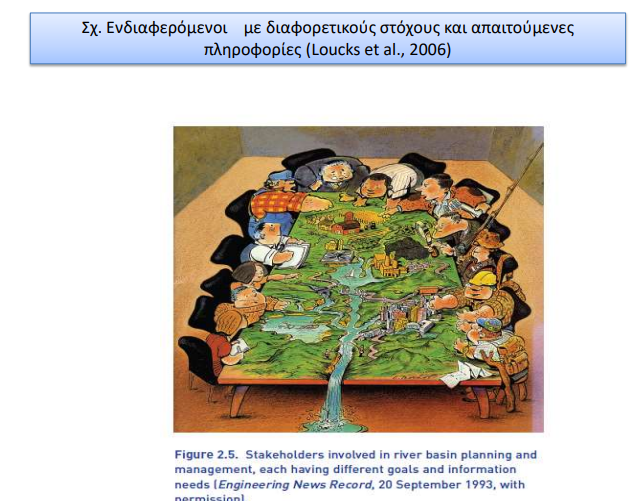 Σχ. Ενδιαφερόμενοι με διαφορετικούς στόχους και απαιτούμενες
πληροφορίες (Loucks et al., 2006)
Figure 2.5. Stakeholders involved in river basin planning and
management, each having different goals and information
needs (Engineering News Record, 20 September 1993, with
permission).